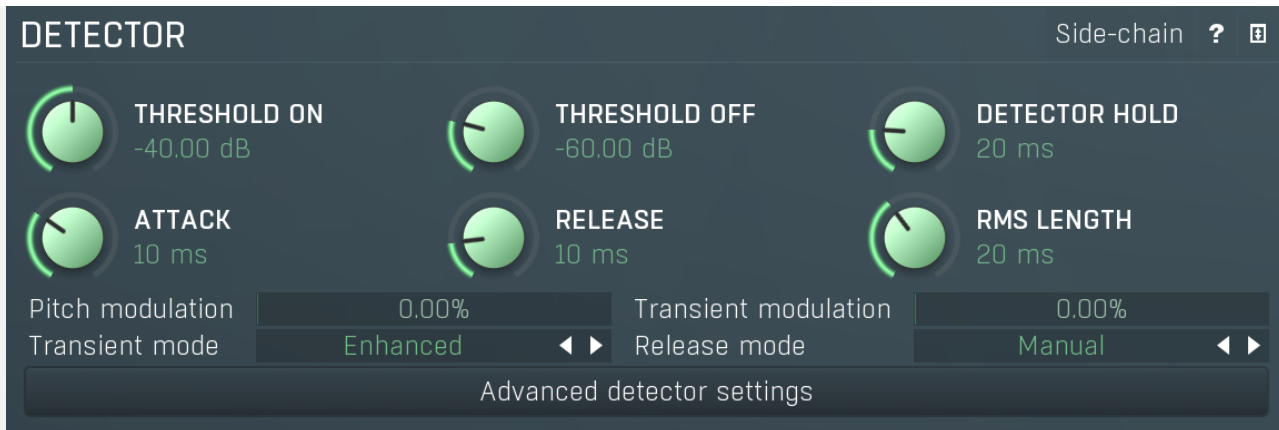 DETECTOR Side-chain ?
THRESHOLD ON THRESHOLD OFF DETECTOR HOLD
-40.00 dB -60.00 dB 20 ms
ATTACK RELEASE RMS LENGTH
10 ms 10 ms 20 ms
Pitch modulation 0.00% Transient modulation 0.00%
Transient mode Enhanced Release mode Manual
Advanced detector settings